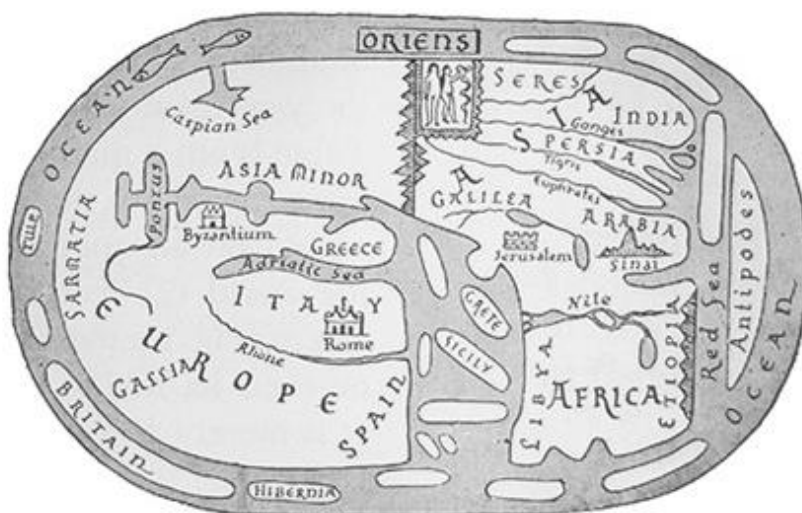 ORIENS
OCEAN
Caspian Sea
SERES
ASIA
INDIA
Ganges
PERSIA
Tigris
Euphrates
ASIA MINOR
Pontus
Byzantium
GREECE
Adriatic Sea
GALILEA
Jerusalem
ARABIA
Sinai
Red Sea
Antipodes
OCEAN
SARMATIA
EUROPE
ITALY
Rome
Rhone
GALLIA
SPAIN
CRETE
SICILY
Nile
LIBYA
AFRICA
ETIOPIA
BRITAIN
HIBERNIA